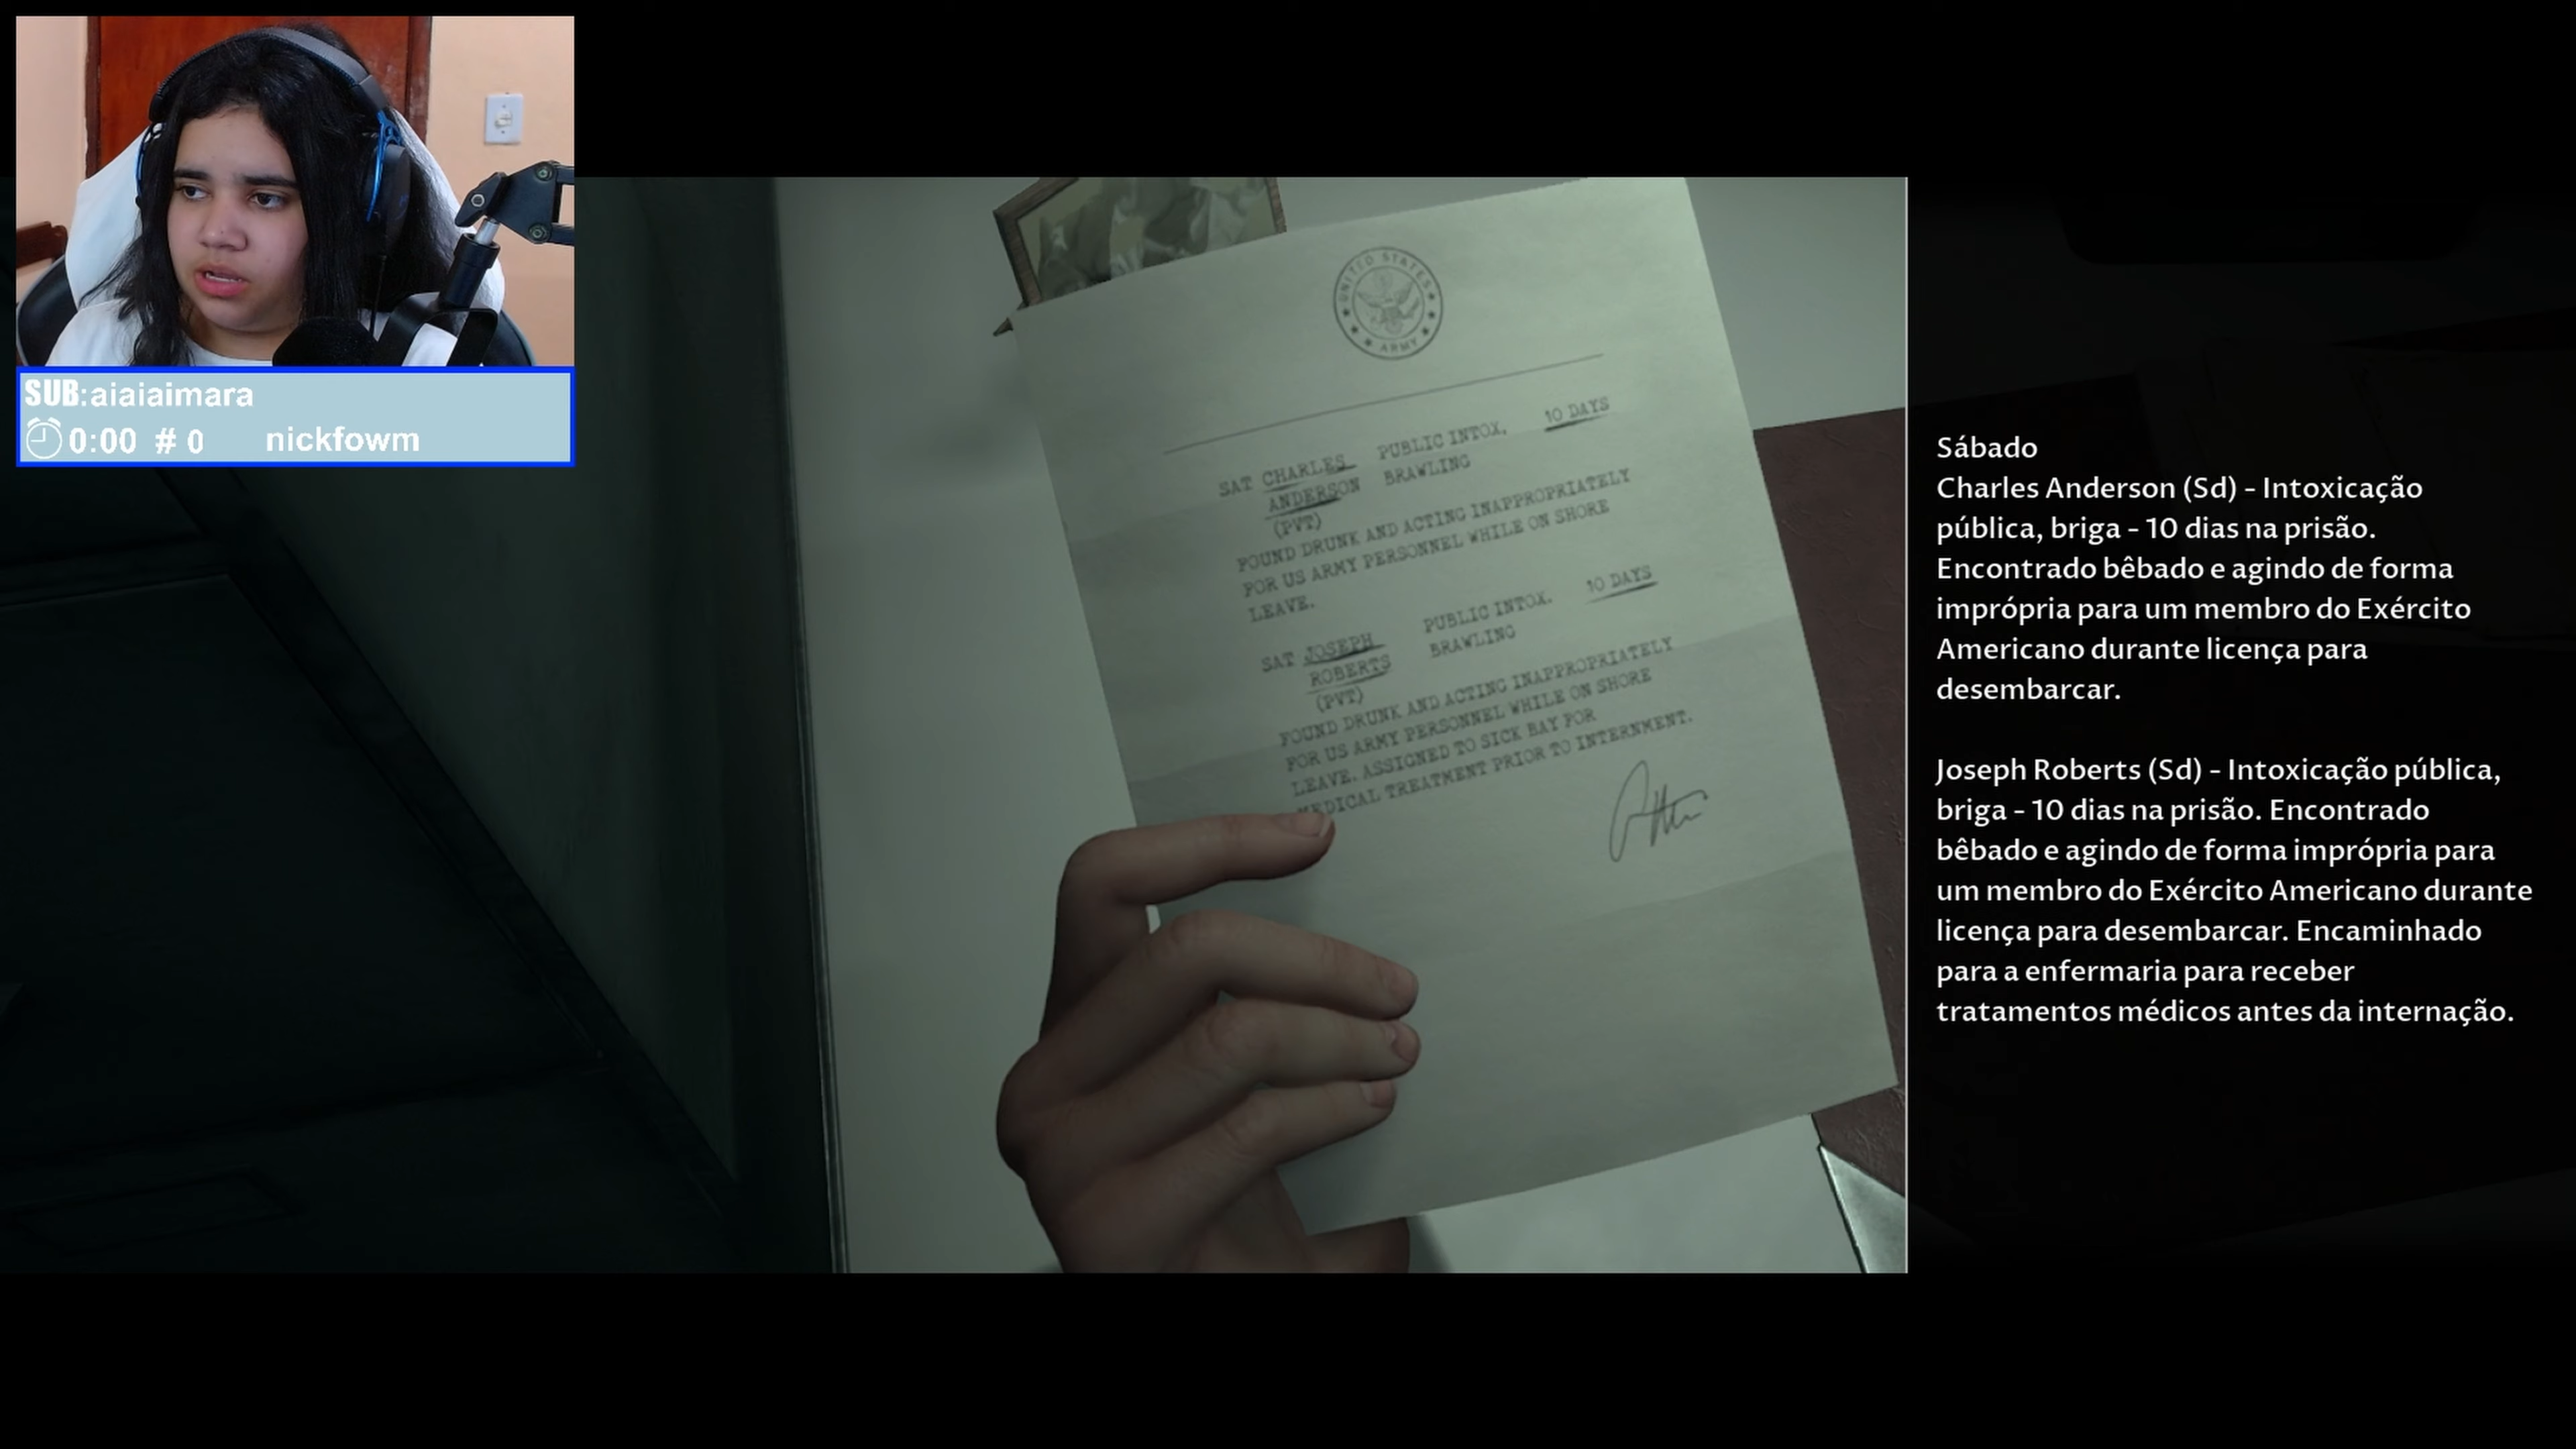 SUB:aiaiaimara
0:00 # 0 nickfowm
UNITED STATES
ARMY
SAT CHARLES PUBLIC INTOX. 10 DAYS
ANDERSON BRAWLING
(PVT)
FOUND DRUNK AND ACTING INAPPROPRIATELY
FOR US ARMY PERSONNEL WHILE ON SHORE
LEAVE.
SAT JOSEPH PUBLIC INTOX. 10 DAYS
ROBERTS BRAWLING
(PVT)
FOUND DRUNK AND ACTING INAPPROPRIATELY
FOR US ARMY PERSONNEL WHILE ON SHORE
LEAVE. ASSIGNED TO SICK BAY FOR
MEDICAL TREATMENT PRIOR TO INTERNMENT.
Sábado
Charles Anderson (Sd) - Intoxicação
pública, briga - 10 dias na prisão.
Encontrado bêbado e agindo de forma
imprópria para um membro do Exército
Americano durante licença para
desembarcar.
Joseph Roberts (Sd) - Intoxicação pública,
briga - 10 dias na prisão. Encontrado
bêbado e agindo de forma imprópria para
um membro do Exército Americano durante
licença para desembarcar. Encaminhado
para a enfermaria para receber
tratamentos médicos antes da internação.